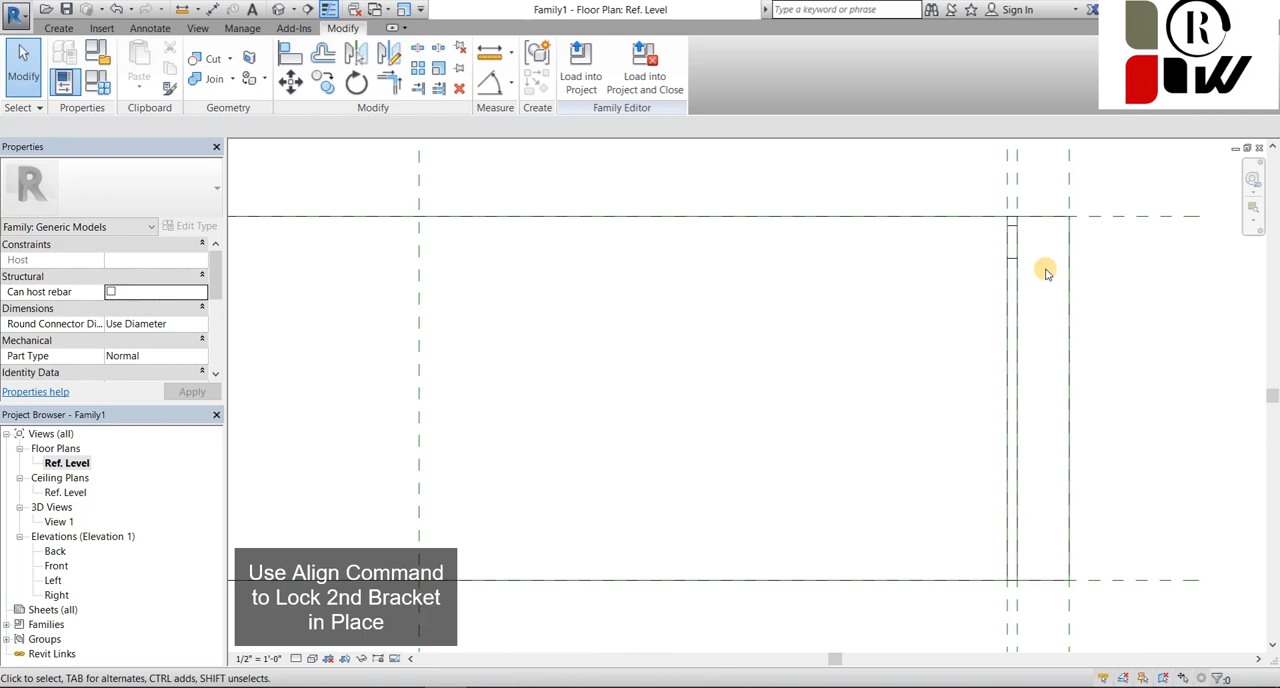 Family1 - Floor Plan: Ref. Level
Type a keyword or phrase
Sign In
R
Create
Insert
Annotate
View
Manage
Add-Ins
Modify
Modify
Paste
Cut
Join
Load into
Project
Load into
Project and Close
Select
Properties
Clipboard
Geometry
Modify
Measure
Create
Family Editor
Properties
R
Family: Generic Models
Edit Type
Constraints
Host
Structural
Can host rebar
Dimensions
Round Connector Di... Use Diameter
Mechanical
Part Type Normal
Identity Data
Properties help
Apply
Project Browser - Family1
Views (all)
Floor Plans
Ref. Level
Ceiling Plans
Ref. Level
3D Views
View 1
Elevations (Elevation 1)
Back
Front
Left
Right
Sheets (all)
Families
Groups
Revit Links
Use Align Command
to Lock 2nd Bracket
in Place
1/2" = 1'-0"
Click to select, TAB for alternates, CTRL adds, SHIFT unselects.
:0